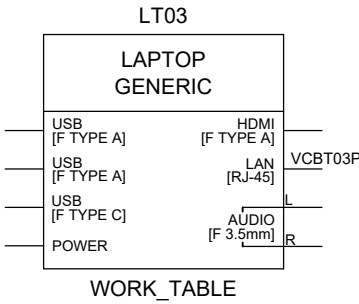 LT03
LAPTOP
GENERIC
USB
[F TYPE A]
HDMI
[F TYPE A]
USB
[F TYPE A]
LAN
[RJ-45]
VCBT03P
USB
[F TYPE C]
L
AUDIO
[F 3.5mm]
POWER
R
WORK_TABLE